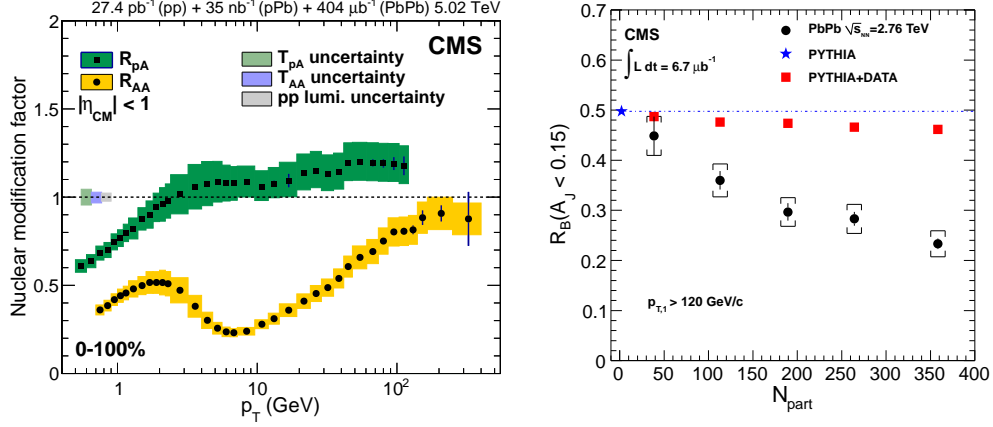 27.4 pb⁻¹ (pp) + 35 nb⁻¹ (pPb) + 404 μb⁻¹ (PbPb) 5.02 TeV
CMS
R_pA
R_AA
|η_CM| < 1
T_pA uncertainty
T_AA uncertainty
pp lumi. uncertainty
Nuclear modification factor
2
1.5
1
0.5
0
0-100%
1
10
10²
p_T (GeV)
CMS
∫ L dt = 6.7 μb⁻¹
PbPb √s_NN=2.76 TeV
PYTHIA
PYTHIA+DATA
R_B(A_J < 0.15)
0.7
0.6
0.5
0.4
0.3
0.2
0.1
0
p_T,1 > 120 GeV/c
0
50
100
150
200
250
300
350
400
N_part